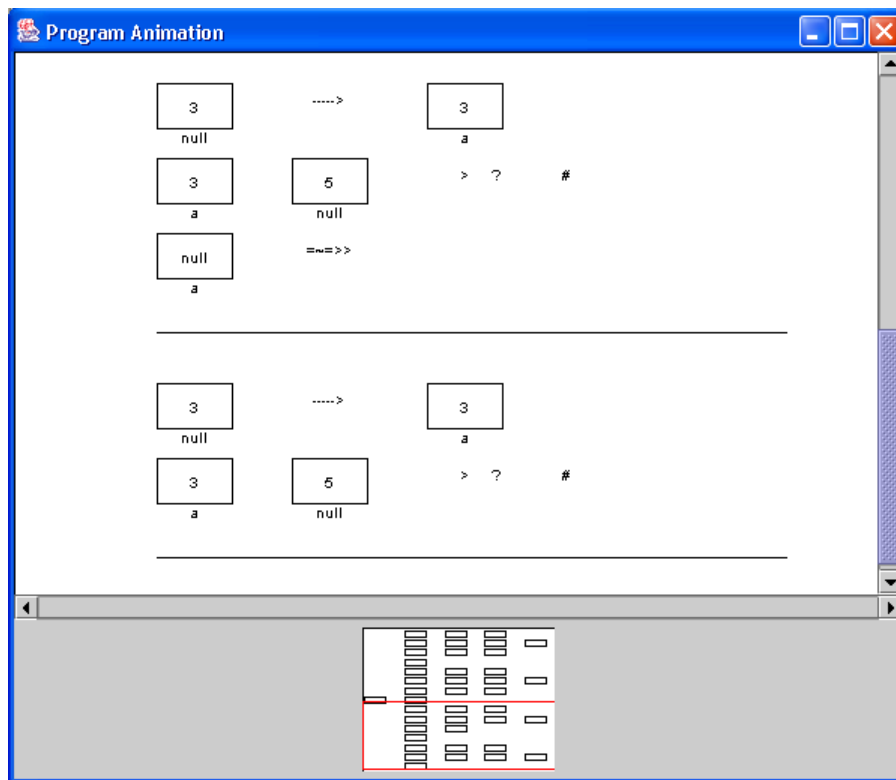 Program Animation
3 -----> 3
null a
3 5 > ? #
a null
null =~=>>
a
3 -----> 3
null a
3 5 > ? #
a null